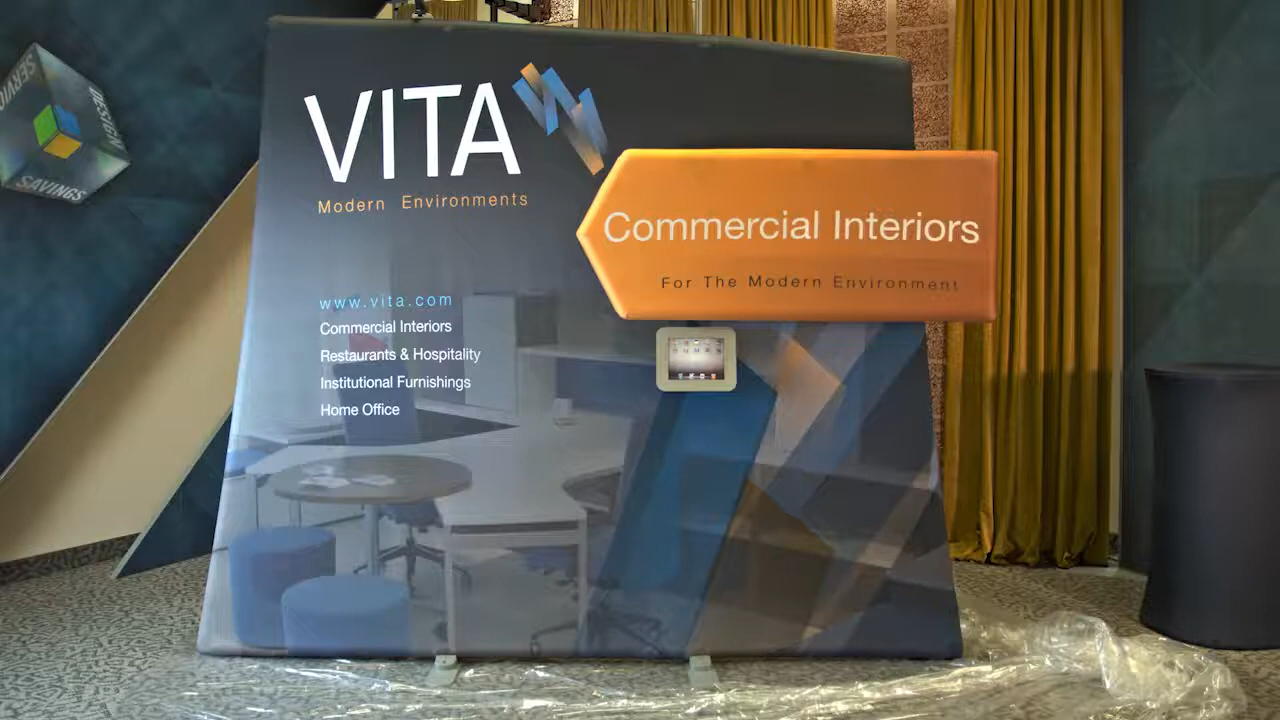 VITA
Modern Environments
Commercial Interiors
For The Modern Environment
www.vita.com
Commercial Interiors
Restaurants & Hospitality
Institutional Furnishings
Home Office
DESIGN
SAVINGS